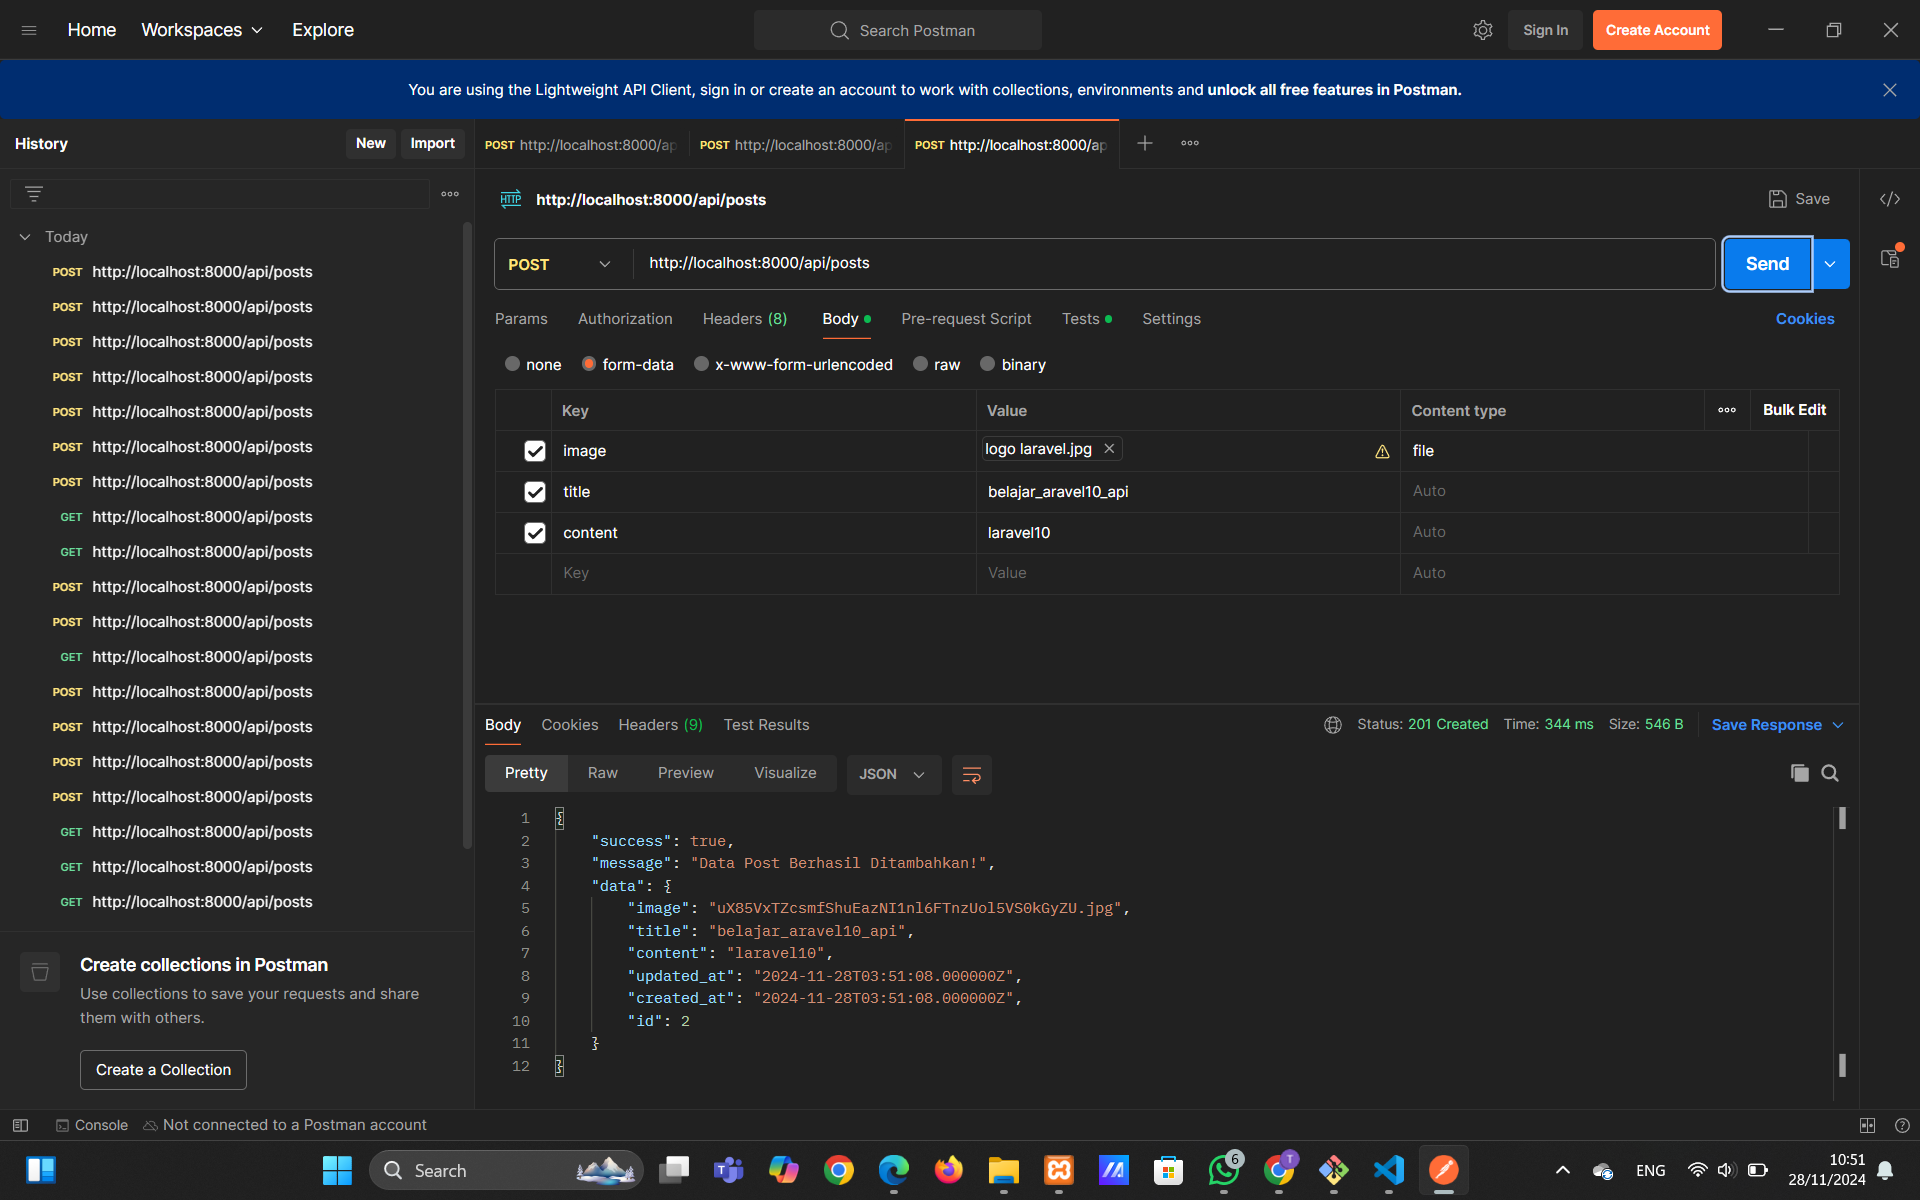 Home Workspaces Explore Search Postman Sign In Create Account
You are using the Lightweight API Client, sign in or create an account to work with collections, environments and unlock all free features in Postman.
History New Import
POST http://localhost:8000/ap POST http://localhost:8000/ap POST http://localhost:8000/ap
HTTP http://localhost:8000/api/posts Save
Today
POST http://localhost:8000/api/posts
POST http://localhost:8000/api/posts
POST http://localhost:8000/api/posts
POST http://localhost:8000/api/posts
POST http://localhost:8000/api/posts
POST http://localhost:8000/api/posts
POST http://localhost:8000/api/posts
GET http://localhost:8000/api/posts
GET http://localhost:8000/api/posts
POST http://localhost:8000/api/posts
POST http://localhost:8000/api/posts
GET http://localhost:8000/api/posts
POST http://localhost:8000/api/posts
POST http://localhost:8000/api/posts
POST http://localhost:8000/api/posts
POST http://localhost:8000/api/posts
GET http://localhost:8000/api/posts
GET http://localhost:8000/api/posts
GET http://localhost:8000/api/posts
Create collections in Postman
Use collections to save your requests and share
them with others.
Create a Collection
POST http://localhost:8000/api/posts Send
Params Authorization Headers (8) Body Pre-request Script Tests Settings Cookies
none form-data x-www-form-urlencoded raw binary
Key Value Content type Bulk Edit
image logo laravel.jpg file
title belajar_aravel10_api Auto
content laravel10 Auto
Key Value Auto
Body Cookies Headers (9) Test Results Status: 201 Created Time: 344 ms Size: 546 B Save Response
Pretty Raw Preview Visualize JSON
1 {
2 "success": true,
3 "message": "Data Post Berhasil Ditambahkan!",
4 "data": {
5 "image": "uX85VxTZcsmfShuEazNI1nl6FTnzUol5VS0kGyZU.jpg",
6 "title": "belajar_aravel10_api",
7 "content": "laravel10",
8 "updated_at": "2024-11-28T03:51:08.000000Z",
9 "created_at": "2024-11-28T03:51:08.000000Z",
10 "id": 2
11 }
12 }
Console Not connected to a Postman account
Search 6 T ENG 10:51
28/11/2024